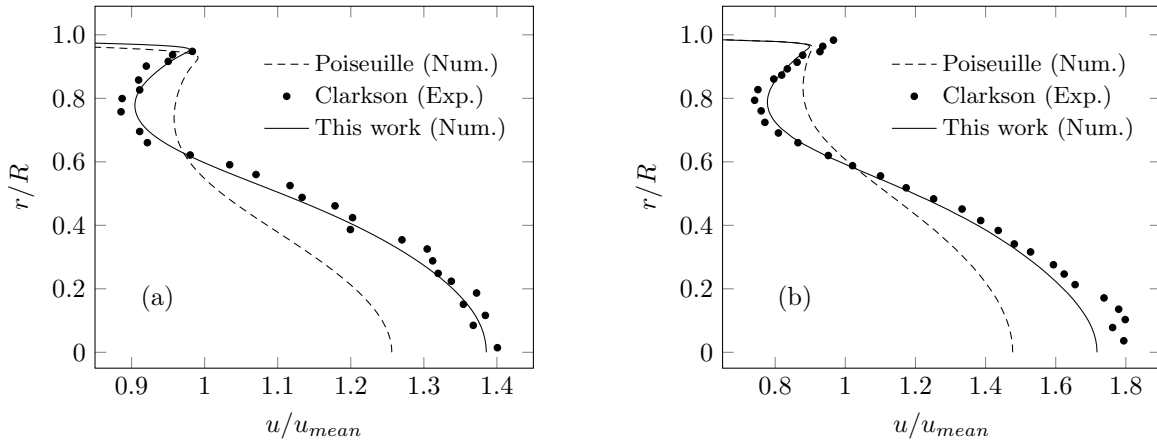 1.0
0.8
0.6
0.4
0.2
0
r/R
Poiseuille (Num.)
Clarkson (Exp.)
This work (Num.)
(a)
0.9 1 1.1 1.2 1.3 1.4
u/u_mean
1.0
0.8
0.6
0.4
0.2
0
r/R
Poiseuille (Num.)
Clarkson (Exp.)
This work (Num.)
(b)
0.8 1 1.2 1.4 1.6 1.8
u/u_mean